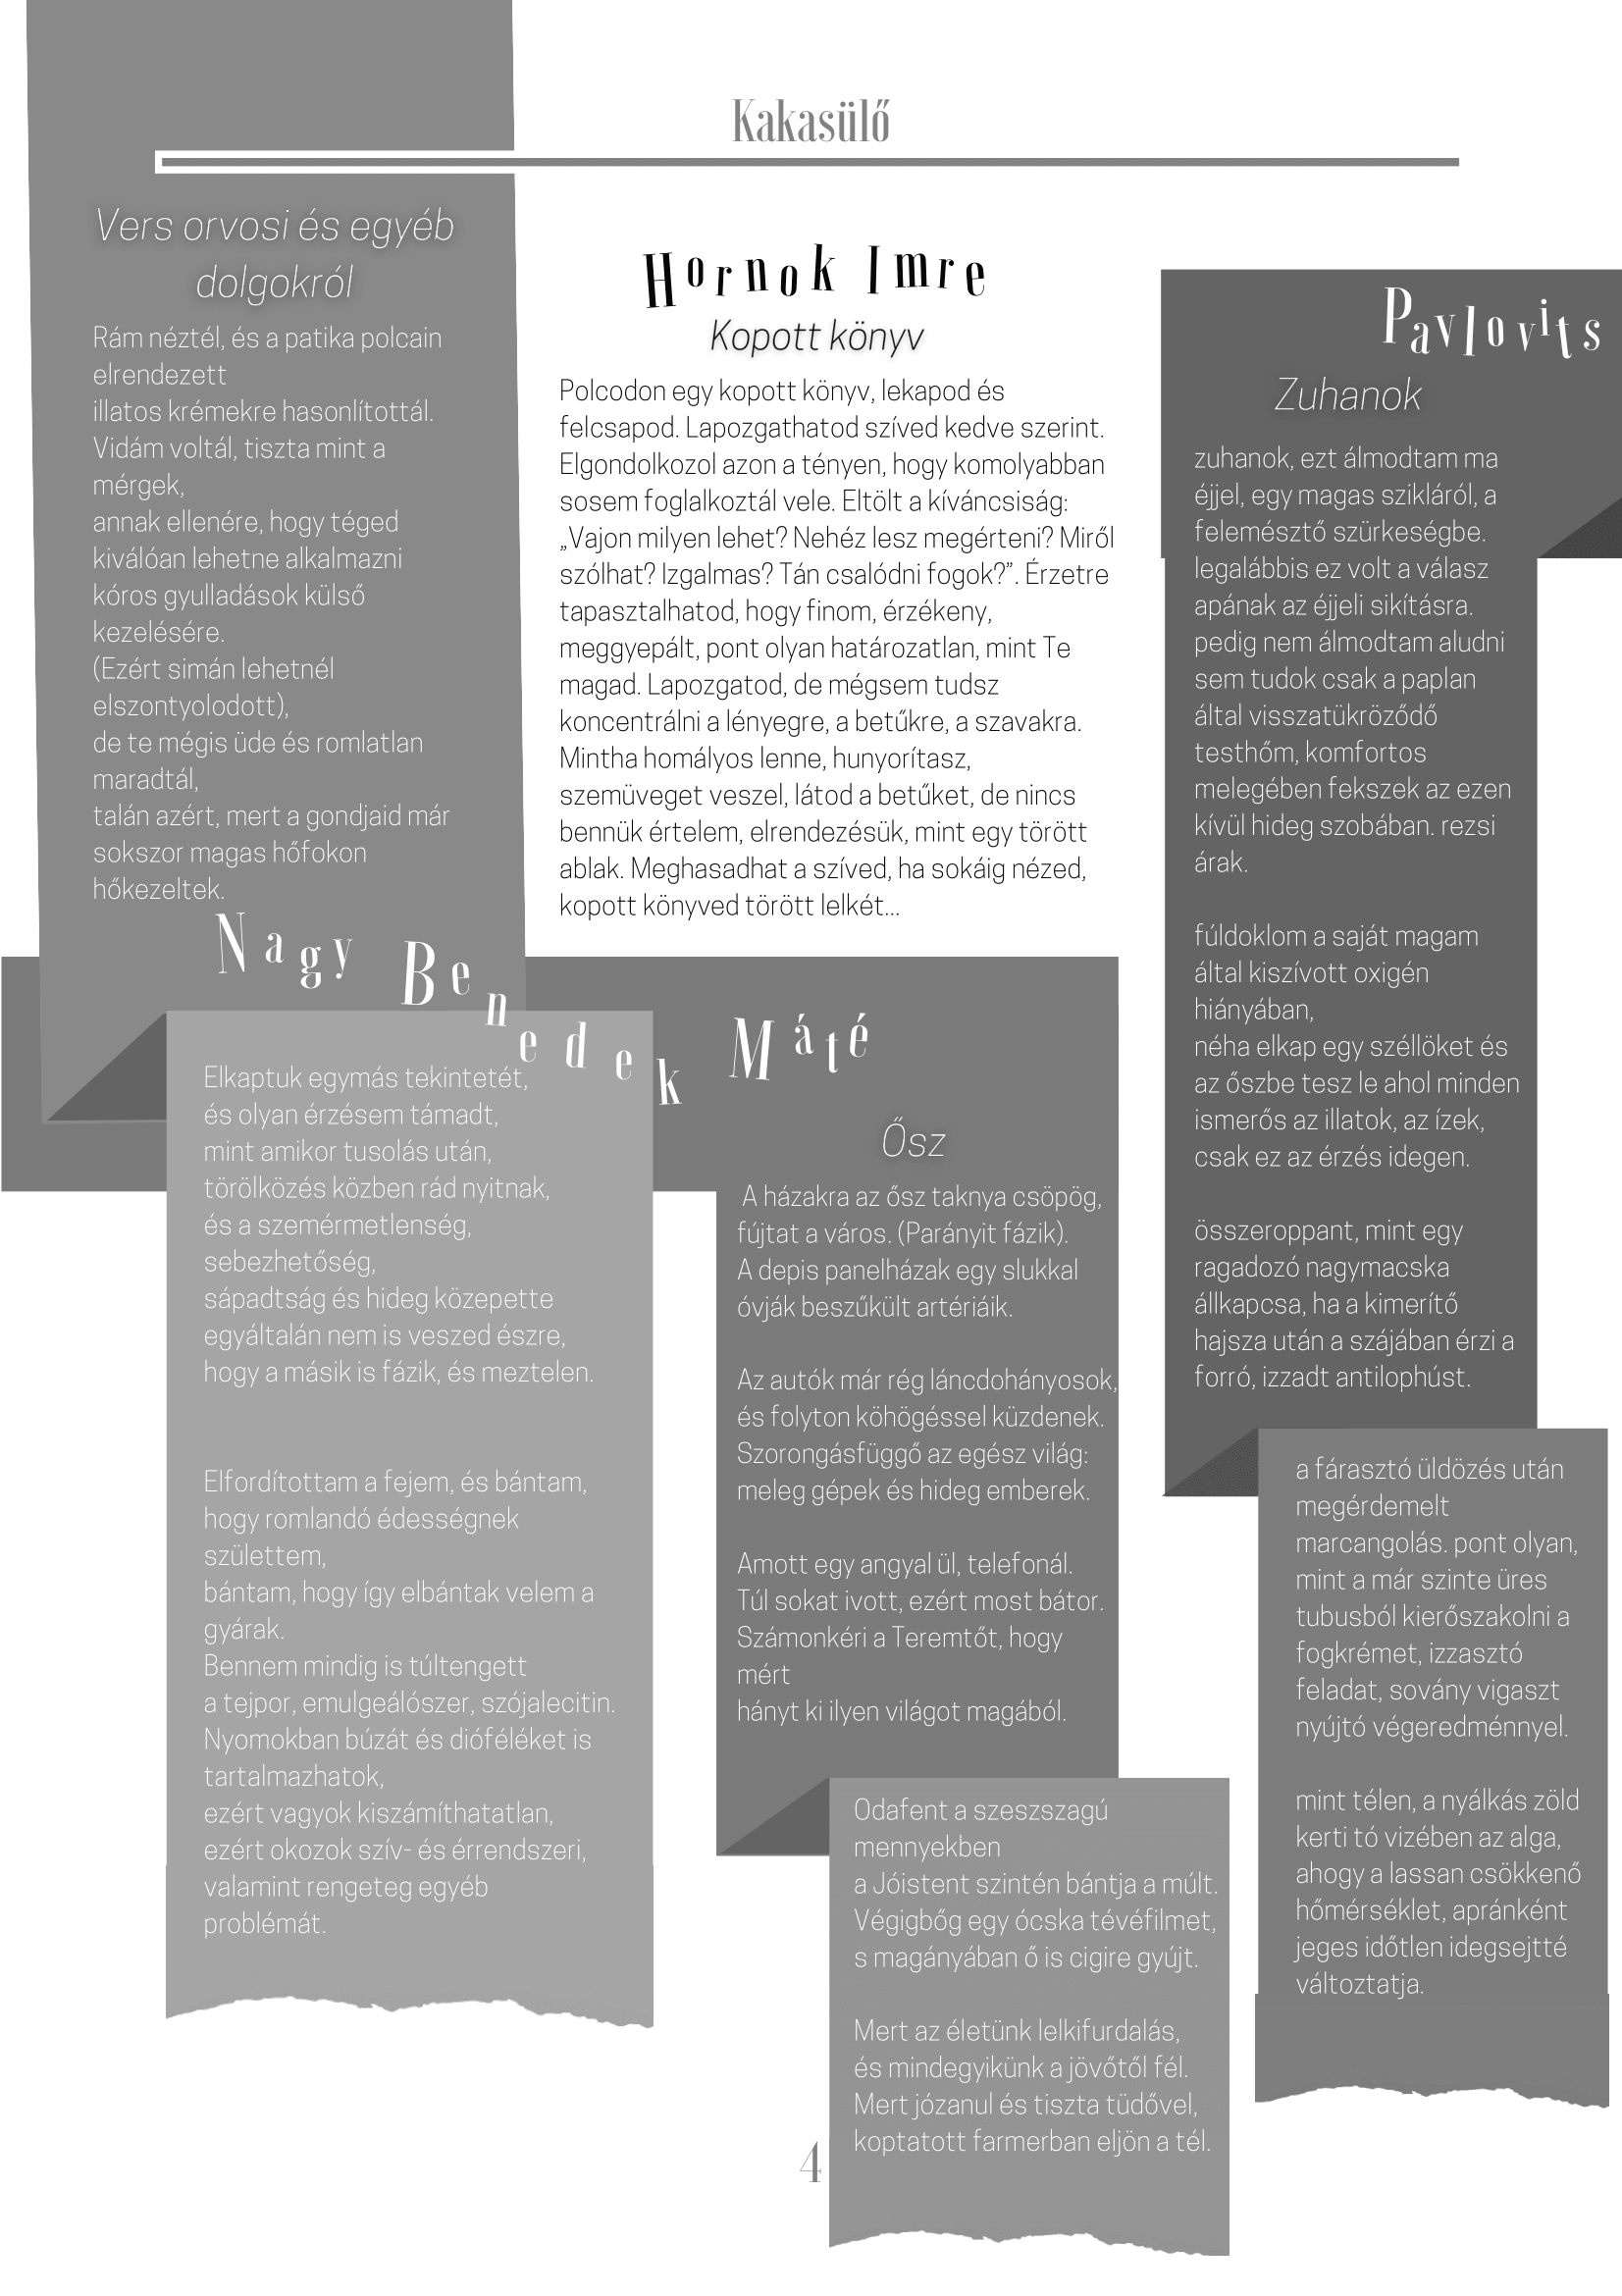 Kakasülő
Vers orvosi és egyéb
dolgokról
Rám néztél, és a patika polcain
elrendezett
illatos krémekre hasonlítottál.
Vidám voltál, tiszta mint a
mérgek,
annak ellenére, hogy téged
kiválóan lehetne alkalmazni
kóros gyulladások külső
kezelésére.
(Ezért simán lehetnél
elszontyolodott),
de te mégis üde és romlatlan
maradtál,
talán azért, mert a gondjaid már
sokszor magas hőfokon
hőkezeltek.
Nagy Benedek Máté
Elkaptuk egymás tekintetét,
és olyan érzésem támadt,
mint amikor tusolás után,
törölközés közben rád nyitnak,
és a szemérmetlenség,
sebezhetőség,
sápadtság és hideg közepette
egyáltalán nem is veszed észre,
hogy a másik is fázik, és meztelen.
Elfordítottam a fejem, és bántam,
hogy romlandó édességnek
születtem,
bántam, hogy így elbántak velem a
gyárak.
Bennem mindig is túltengett
a tejpor, emulgeálószer, szójalecitin.
Nyomokban búzát és dióféléket is
tartalmazhatok,
ezért vagyok kiszámíthatatlan,
ezért okozok szív- és érrendszeri,
valamint rengeteg egyéb
problémát.
Hornok Imre
Kopott könyv
Polcodon egy kopott könyv, lekapod és
felcsapod. Lapozgathatod szíved kedve szerint.
Elgondolkozol azon a tényen, hogy komolyabban
sosem foglalkoztál vele. Eltölt a kíváncsiság:
„Vajon milyen lehet? Nehéz lesz megérteni? Miről
szólhat? Izgalmas? Tán csalódni fogok?”. Érzetre
tapasztalhatod, hogy finom, érzékeny,
meggyepált, pont olyan határozatlan, mint Te
magad. Lapozgatod, de mégsem tudsz
koncentrálni a lényegre, a betűkre, a szavakra.
Mintha homályos lenne, hunyorítasz,
szemüveget veszel, látod a betűket, de nincs
bennük értelem, elrendezésük, mint egy törött
ablak. Meghasadhat a szíved, ha sokáig nézed,
kopott könyved törött lelkét...
Ősz
A házakra az ősz taknya csöpög,
fújtat a város. (Parányit fázik).
A depis panelházak egy slukkal
óvják beszűkült artériáik.
Az autók már rég láncdohányosok,
és folyton köhögéssel küzdenek.
Szorongásfüggő az egész világ:
meleg gépek és hideg emberek.
Amott egy angyal ül, telefonál.
Túl sokat ivott, ezért most bátor.
Számonkéri a Teremtőt, hogy
mért
hányt ki ilyen világot magából.
Odafent a szeszszagú
mennyekben
a Jóistent szintén bántja a múlt.
Végigbőg egy ócska tévéfilmet,
s magányában ő is cigire gyújt.
Mert az életünk lelkifurdalás,
és mindegyikünk a jövőtől fél.
Mert józanul és tiszta tüdővel,
koptatott farmerban eljön a tél.
Pavlovits
Zuhanok
zuhanok, ezt álmodtam ma
éjjel, egy magas szikláról, a
felemésztő szürkeségbe.
legalábbis ez volt a válasz
apának az éjjeli sikításra.
pedig nem álmodtam aludni
sem tudok csak a paplan
által visszatükröződő
testhőm, komfortos
melegében fekszek az ezen
kívül hideg szobában. rezsi
árak.
fúldoklom a saját magam
által kiszívott oxigén
hiányában,
néha elkap egy széllöket és
az őszbe tesz le ahol minden
ismerős az illatok, az ízek,
csak ez az érzés idegen.
összeroppant, mint egy
ragadozó nagymacska
állkapcsa, ha a kimerítő
hajsza után a szájában érzi a
forró, izzadt antilophúst.
a fárasztó üldözés után
megérdemelt
marcangolás. pont olyan,
mint a már szinte üres
tubusból kierőszakolni a
fogkrémet, izzasztó
feladat, sovány vigaszt
nyújtó végeredménnyel.
mint télen, a nyálkás zöld
kerti tó vizében az alga,
ahogy a lassan csökkenő
hőmérséklet, apránként
jeges időtlen idegsejtté
változtatja.
4